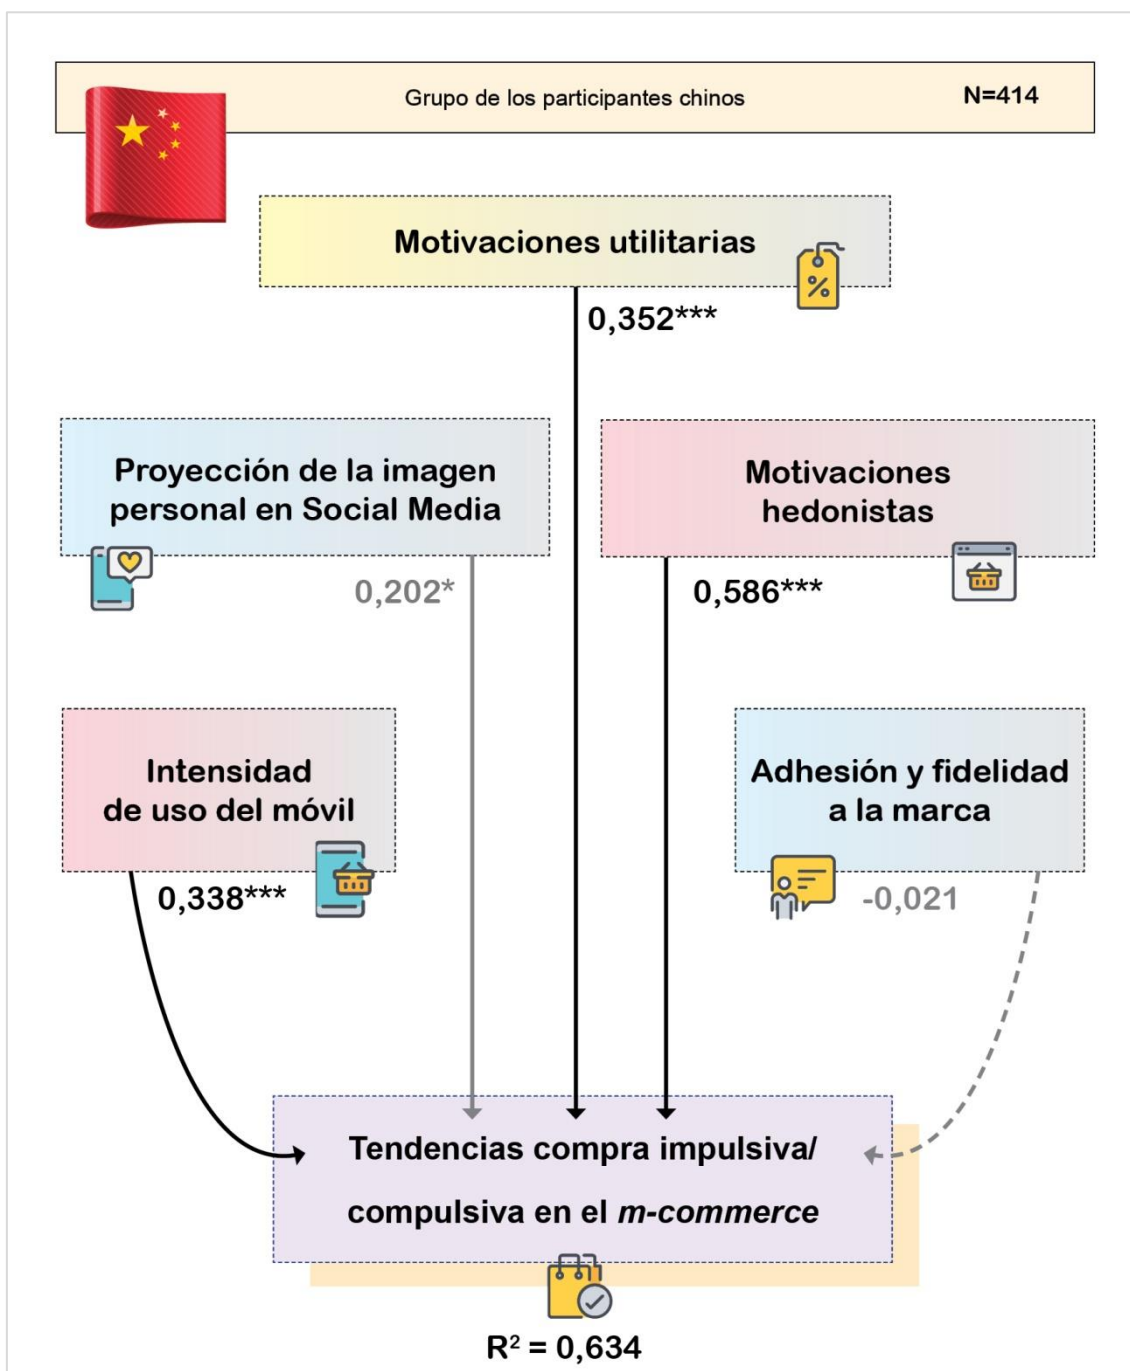 Grupo de los participantes chinos
N=414
Motivaciones utilitarias
%
0,352***
Proyección de la imagen
personal en Social Media
0,202*
Motivaciones
hedonistas
0,586***
Intensidad
de uso del móvil
0,338***
Adhesión y fidelidad
a la marca
-0,021
Tendencias compra impulsiva/
compulsiva en el m-commerce
R² = 0,634